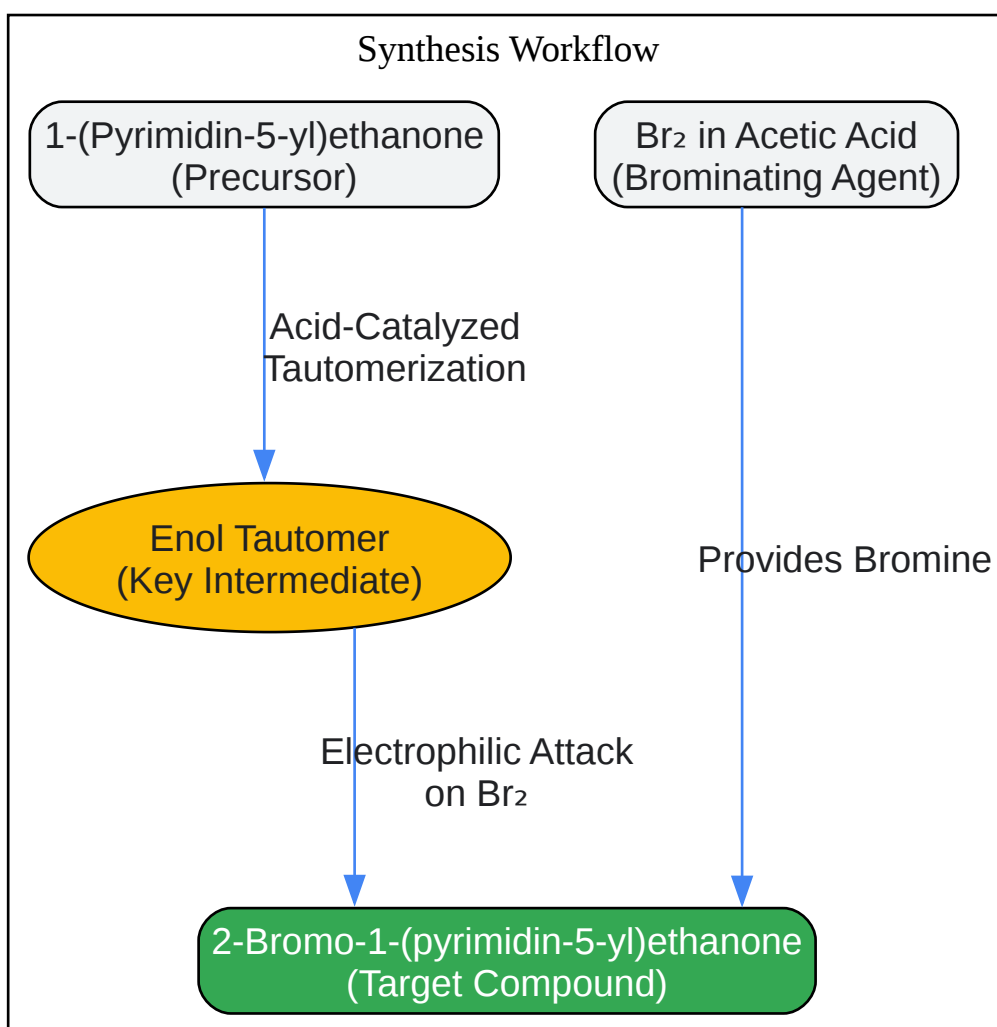 Synthesis Workflow
1-(Pyrimidin-5-yl)ethanone
(Precursor)
Br₂ in Acetic Acid
(Brominating Agent)
Acid-Catalyzed
Tautomerization
Enol Tautomer
(Key Intermediate)
Provides Bromine
Electrophilic Attack
on Br₂
2-Bromo-1-(pyrimidin-5-yl)ethanone
(Target Compound)